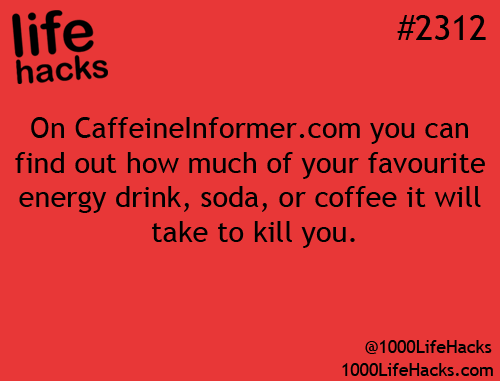 life
hacks
#2312
On CaffeineInformer.com you can
find out how much of your favourite
energy drink, soda, or coffee it will
take to kill you.
@1000LifeHacks
1000LifeHacks.com